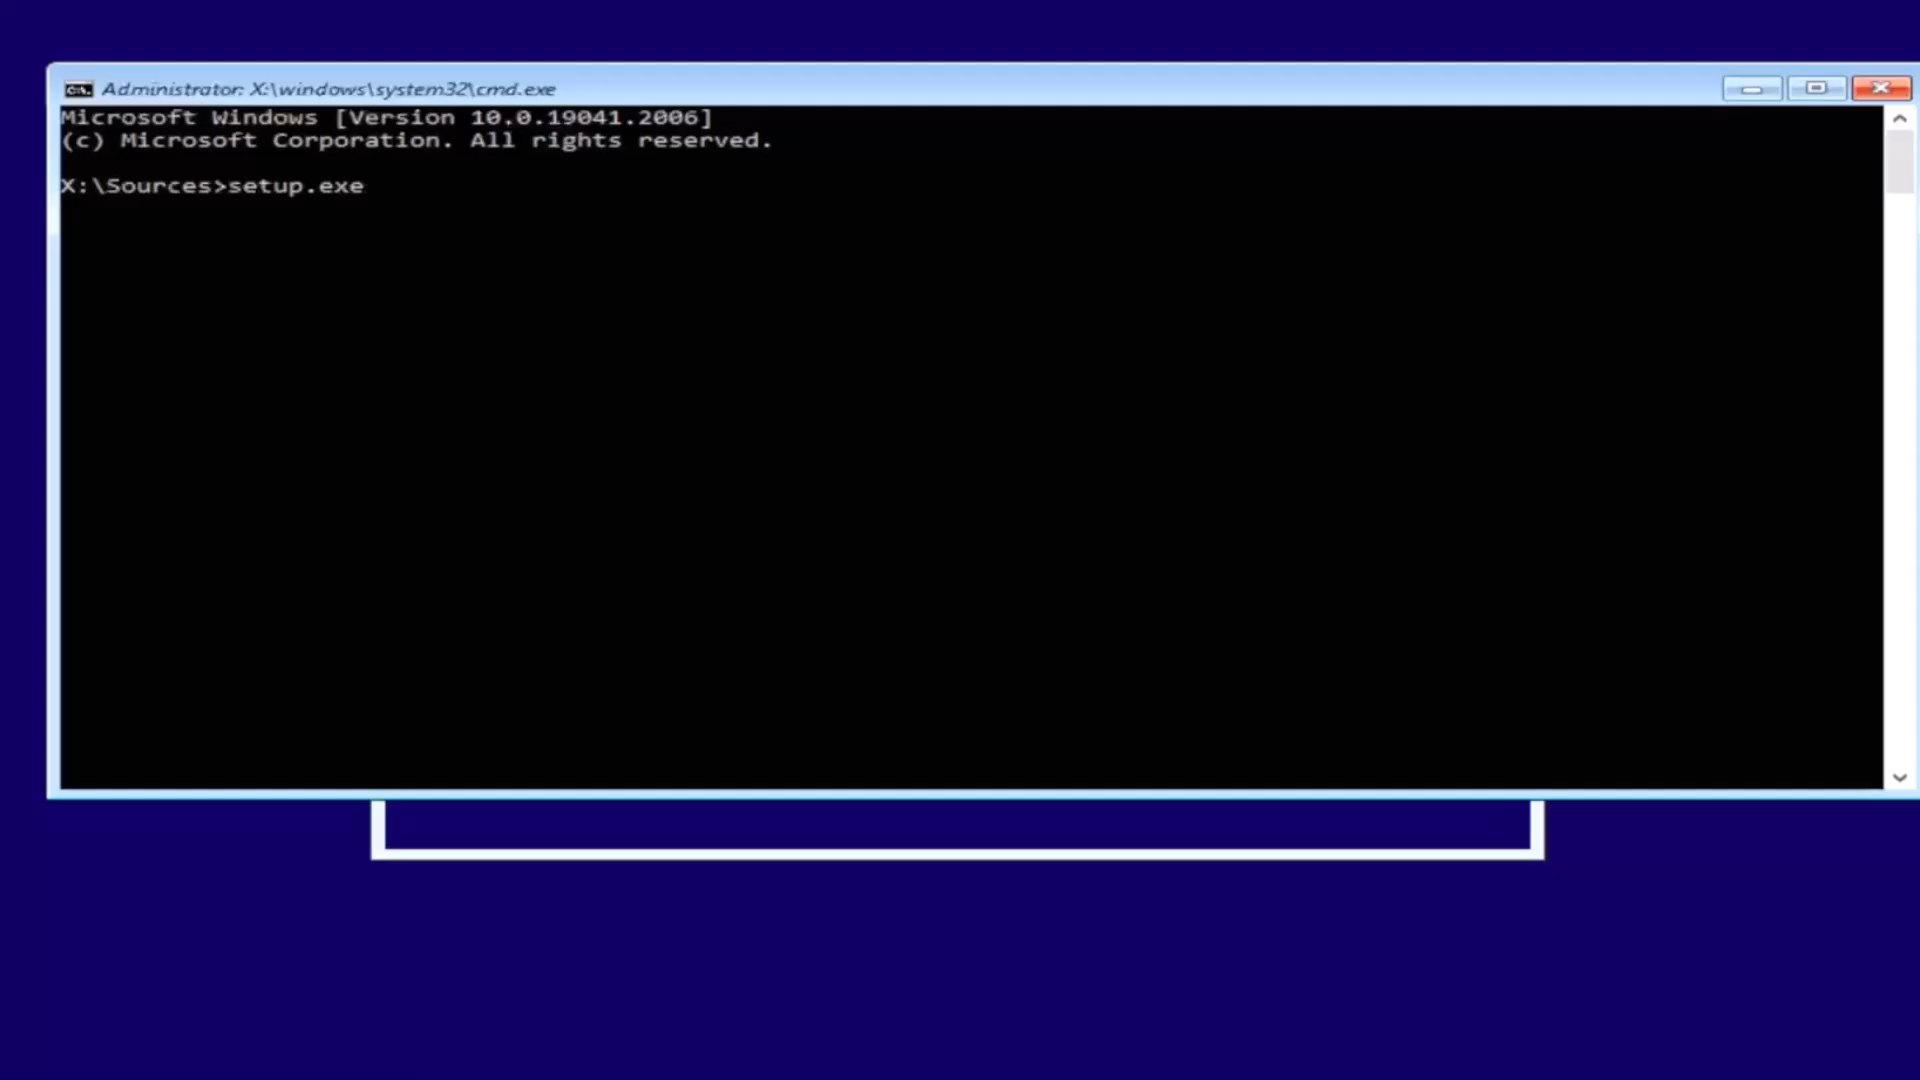 Administrator: X:\windows\system32\cmd.exe
Microsoft Windows [Version 10.0.19041.2006]
(c) Microsoft Corporation. All rights reserved.
X:\Sources>setup.exe